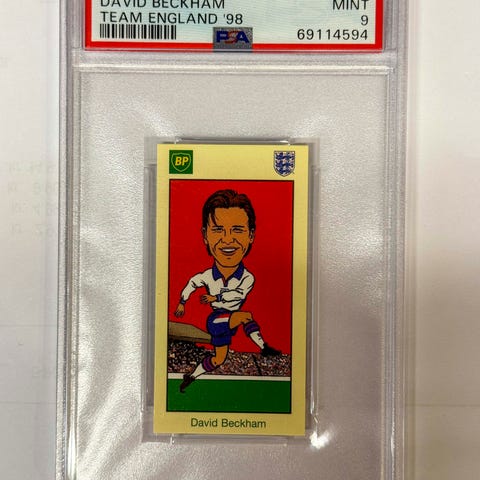 DAVID BECKHAM MINT
TEAM ENGLAND '98 9
PSA 69114594
BP
David Beckham